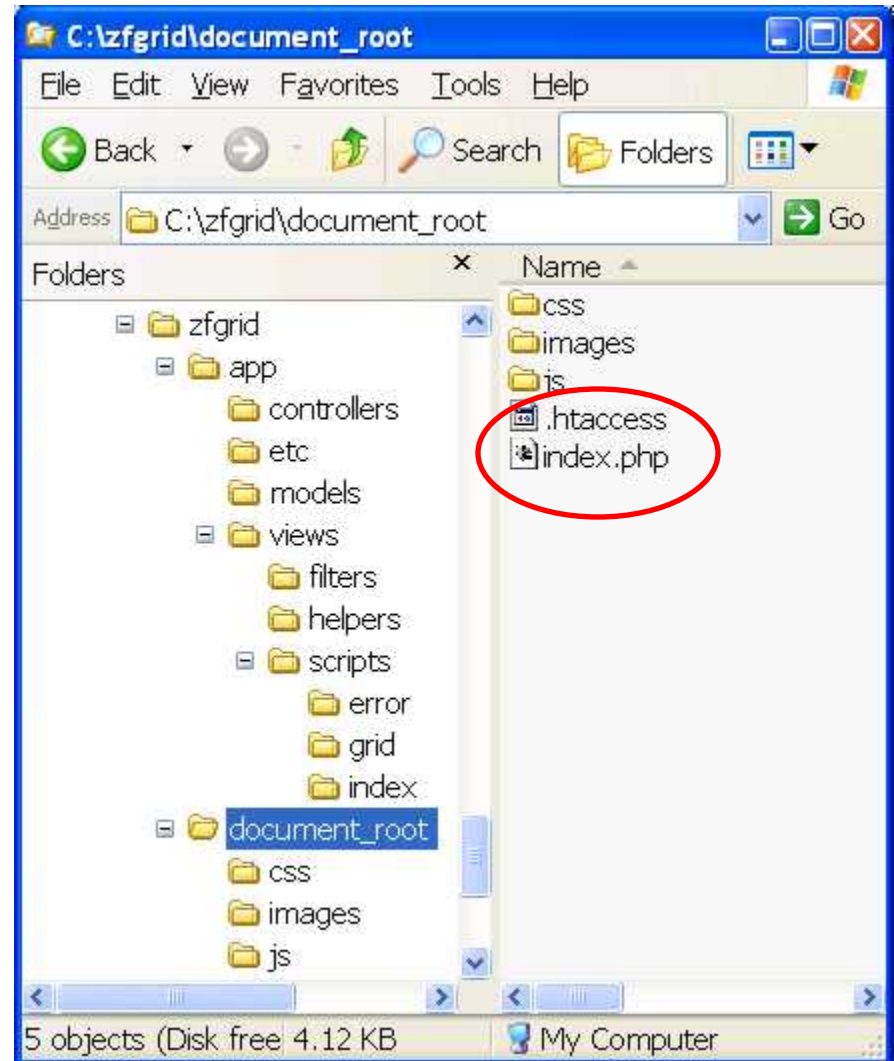 C:\zfgrid\document_root
File Edit View Favorites Tools Help
Back Search Folders
Address C:\zfgrid\document_root Go
Folders × Name
zfgrid
app
controllers
etc
models
views
filters
helpers
scripts
error
grid
index
document_root
css
images
js
css
images
js
.htaccess
index.php
5 objects (Disk free 4.12 KB My Computer